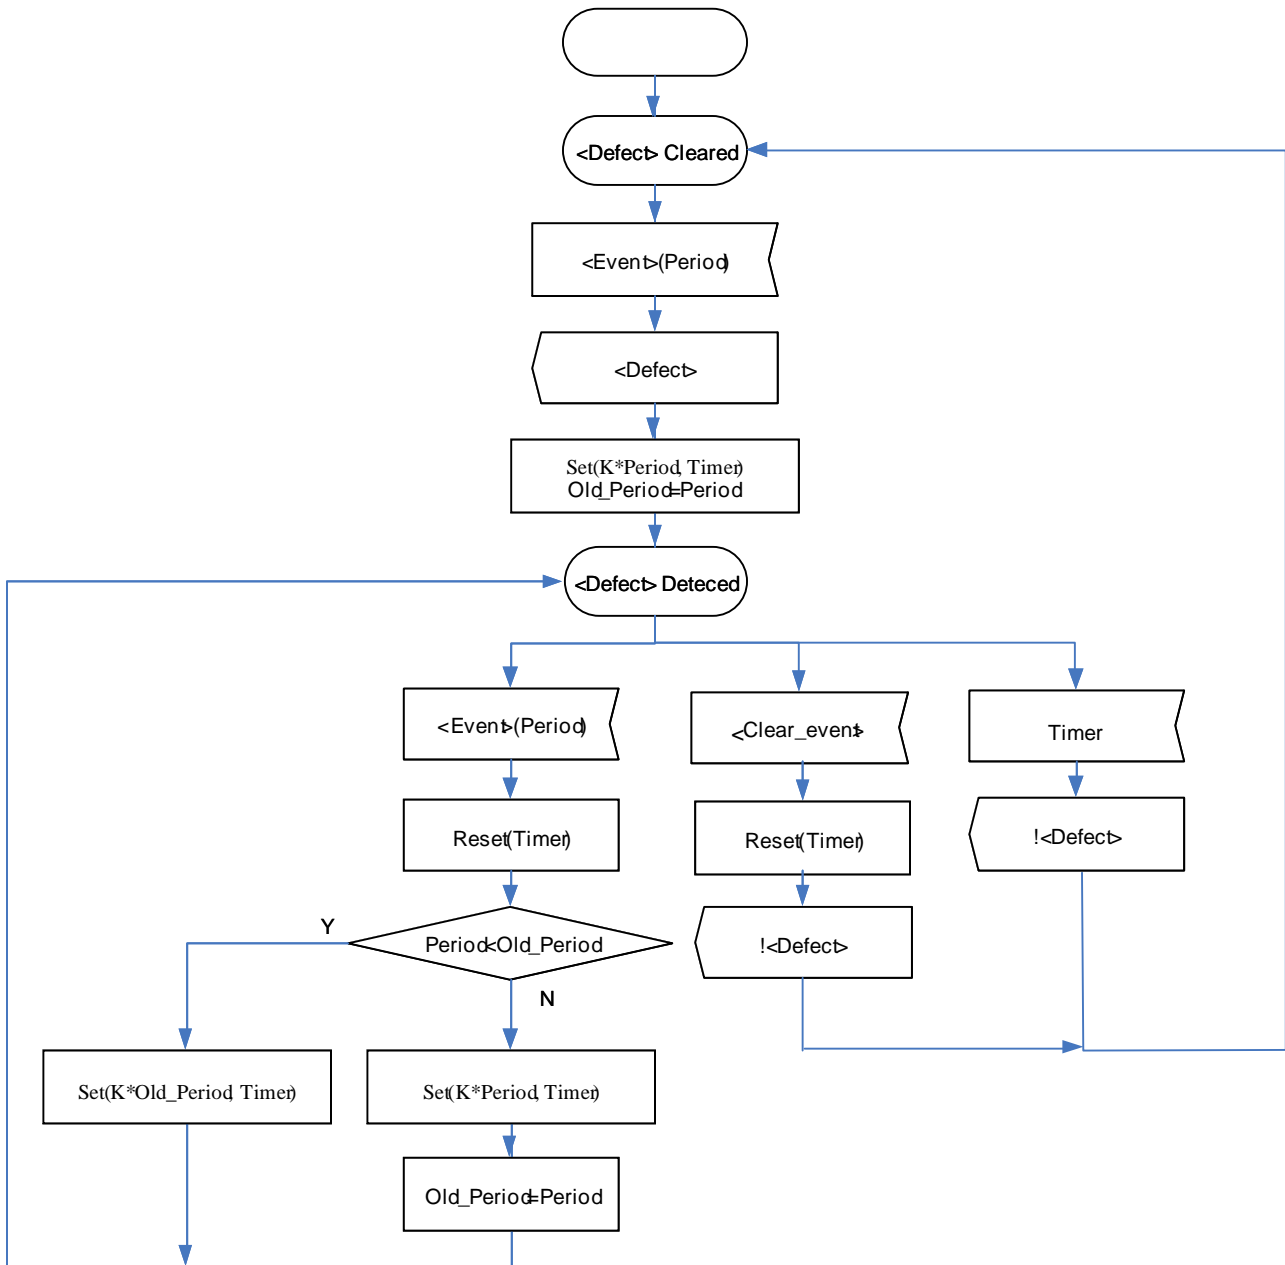 <Defect> Cleared
<Event>(Period)
<Defect>
Set(K*Period, Timer)
Old_Period=Period
<Defect> Deteced
<Event>(Period)
<Clear_event>
Timer
Reset(Timer)
Reset(Timer)
!<Defect>
Y
Period<Old_Period
!<Defect>
N
Set(K*Old_Period, Timer)
Set(K*Period, Timer)
Old_Period=Period